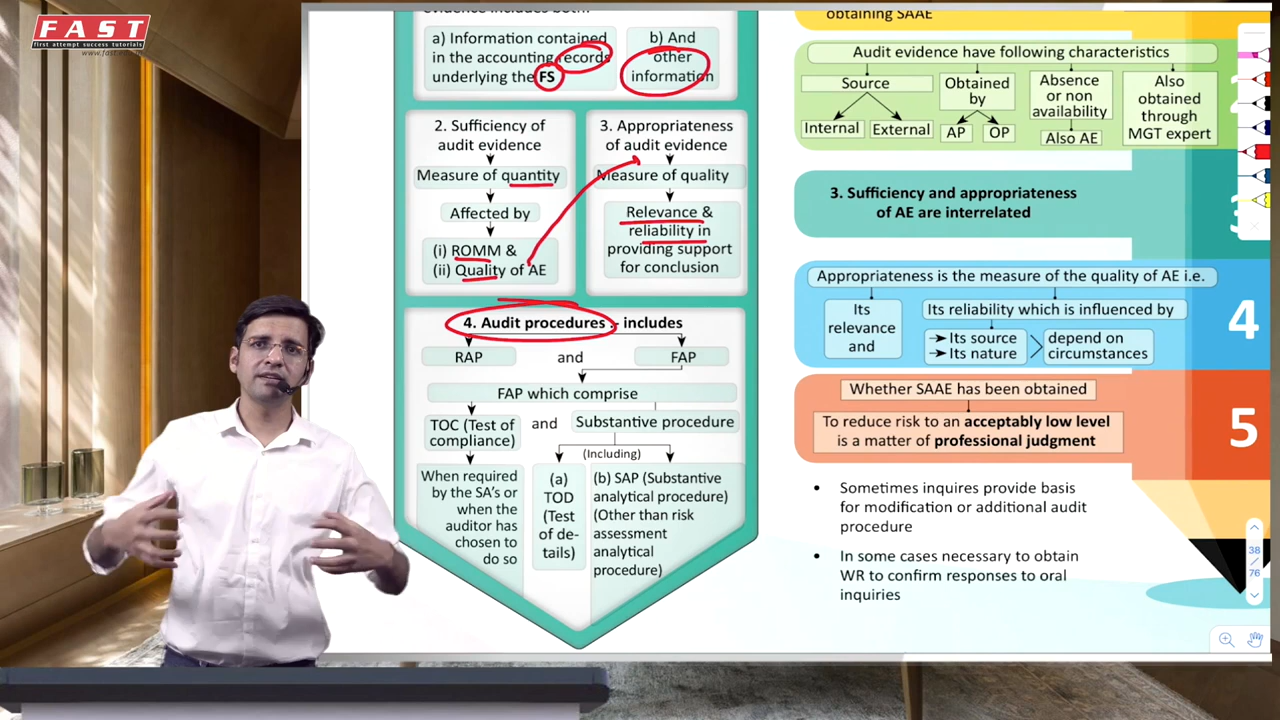 FAST
first attempt success tutorials
www.fast.e
a) Information contained
in the accounting records
underlying the FS
b) And
other
information
2. Sufficiency of
audit evidence
Measure of quantity
Affected by
(i) ROMM &
(ii) Quality of AE
3. Appropriateness
of audit evidence
Measure of quality
Relevance &
reliability in
providing support
for conclusion
4. Audit procedures – includes
RAP and FAP
FAP which comprise
TOC (Test of
compliance)
and
Substantive procedure
(Including)
When required
by the SA's or
when the
auditor has
chosen to
do so
(a)
TOD
(Test
of de-
tails)
(b) SAP (Substantive
analytical procedure)
(Other than risk
assessment
analytical
procedure)
obtaining SAAE
Audit evidence have following characteristics
Source
Internal External
Obtained
by
AP OP
Absence
or non
availability
Also AE
Also
obtained
through
MGT expert
3. Sufficiency and appropriateness
of AE are interrelated
Appropriateness is the measure of the quality of AE i.e.
Its
relevance
and
Its reliability which is influenced by
Its source
Its nature
depend on
circumstances
4
Whether SAAE has been obtained
To reduce risk to an acceptably low level
is a matter of professional judgment
5
• Sometimes inquires provide basis
for modification or additional audit
procedure
• In some cases necessary to obtain
WR to confirm responses to oral
inquiries
38
/
76